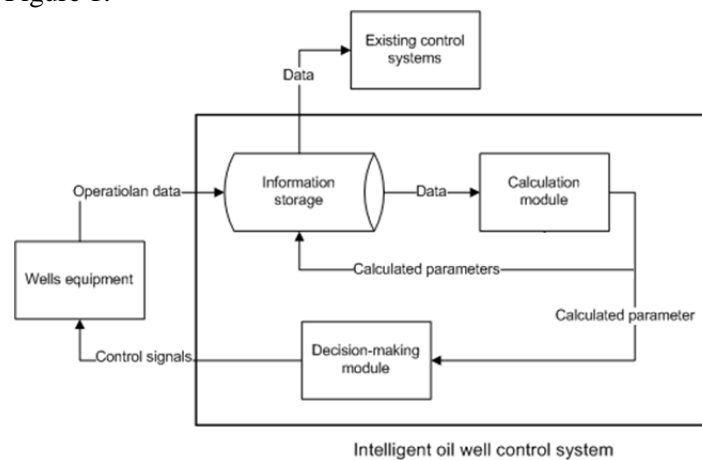 Figure 1.
Existing control
systems
Data
Information
storage
Operatiolan data
Data
Calculation
module
Wells equipment
Calculated parameters
Calculated parameter
Control signals
Decision-making
module
Intelligent oil well control system